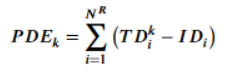 PDE_k = \sum_{i=1}^{N^R} (TD_i^k - ID_i)